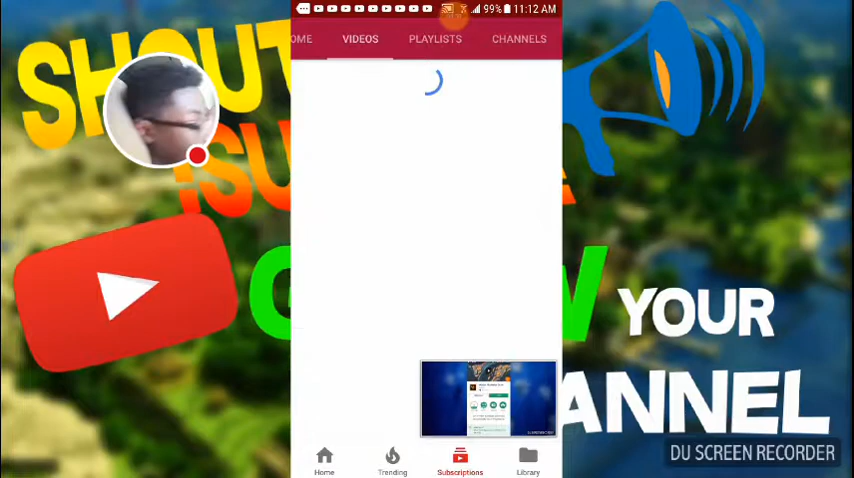 99% 11:12 AM
OME VIDEOS PLAYLISTS CHANNELS
SHOUT
YOUR
ANNEL
Home Trending Subscriptions Library
DU SCREEN RECORDER